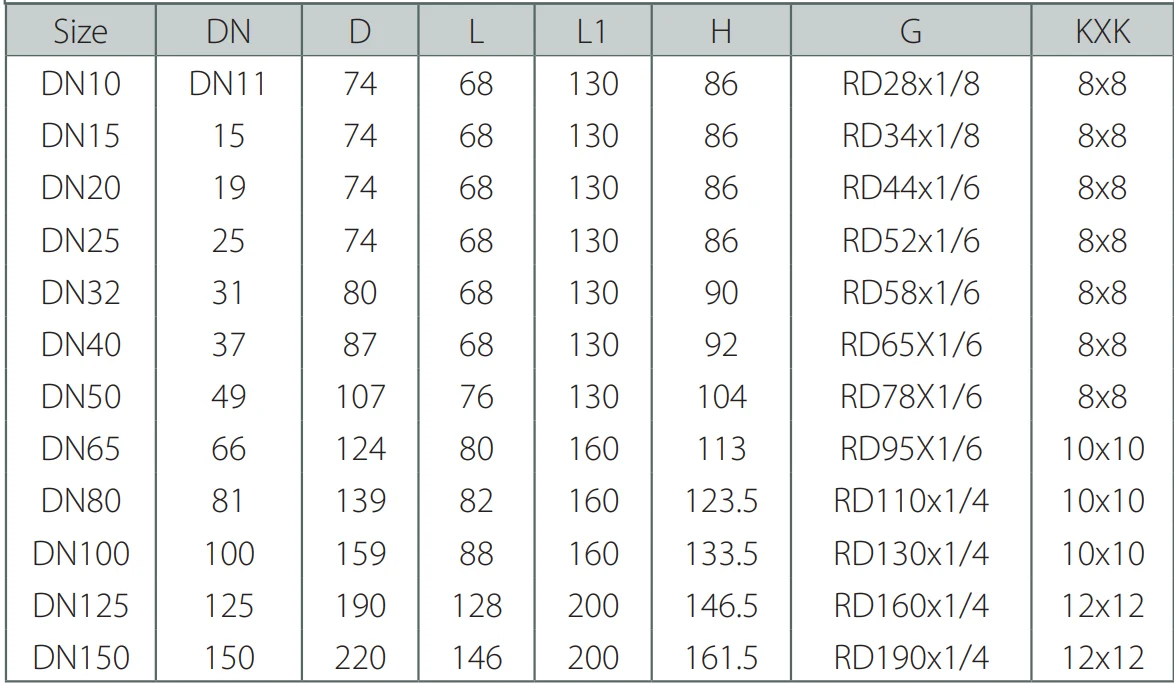 Size DN D L L1 H G KXK
DN10 DN11 74 68 130 86 RD28x1/8 8x8
DN15 15 74 68 130 86 RD34x1/8 8x8
DN20 19 74 68 130 86 RD44x1/6 8x8
DN25 25 74 68 130 86 RD52x1/6 8x8
DN32 31 80 68 130 90 RD58x1/6 8x8
DN40 37 87 68 130 92 RD65X1/6 8x8
DN50 49 107 76 130 104 RD78X1/6 8x8
DN65 66 124 80 160 113 RD95X1/6 10x10
DN80 81 139 82 160 123.5 RD110x1/4 10x10
DN100 100 159 88 160 133.5 RD130x1/4 10x10
DN125 125 190 128 200 146.5 RD160x1/4 12x12
DN150 150 220 146 200 161.5 RD190x1/4 12x12